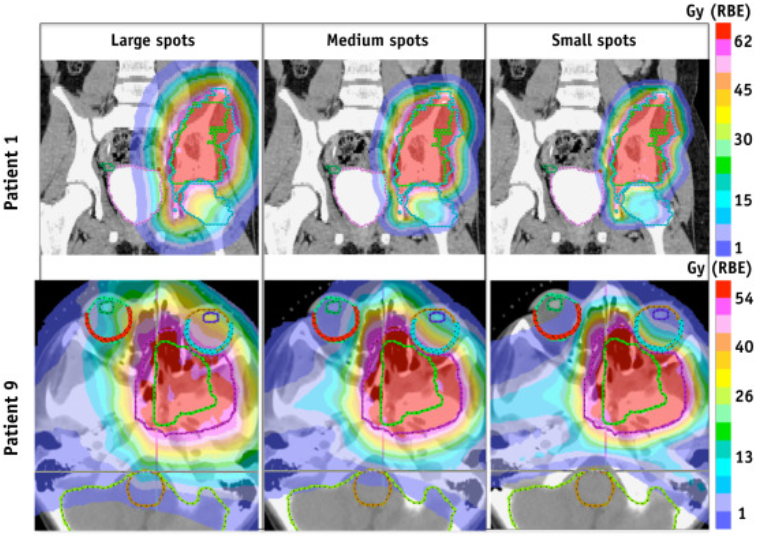 Gy (RBE)
Large spots
Medium spots
Small spots
62
45
30
15
1
Patient 1
Gy (RBE)
54
40
26
13
1
Patient 9